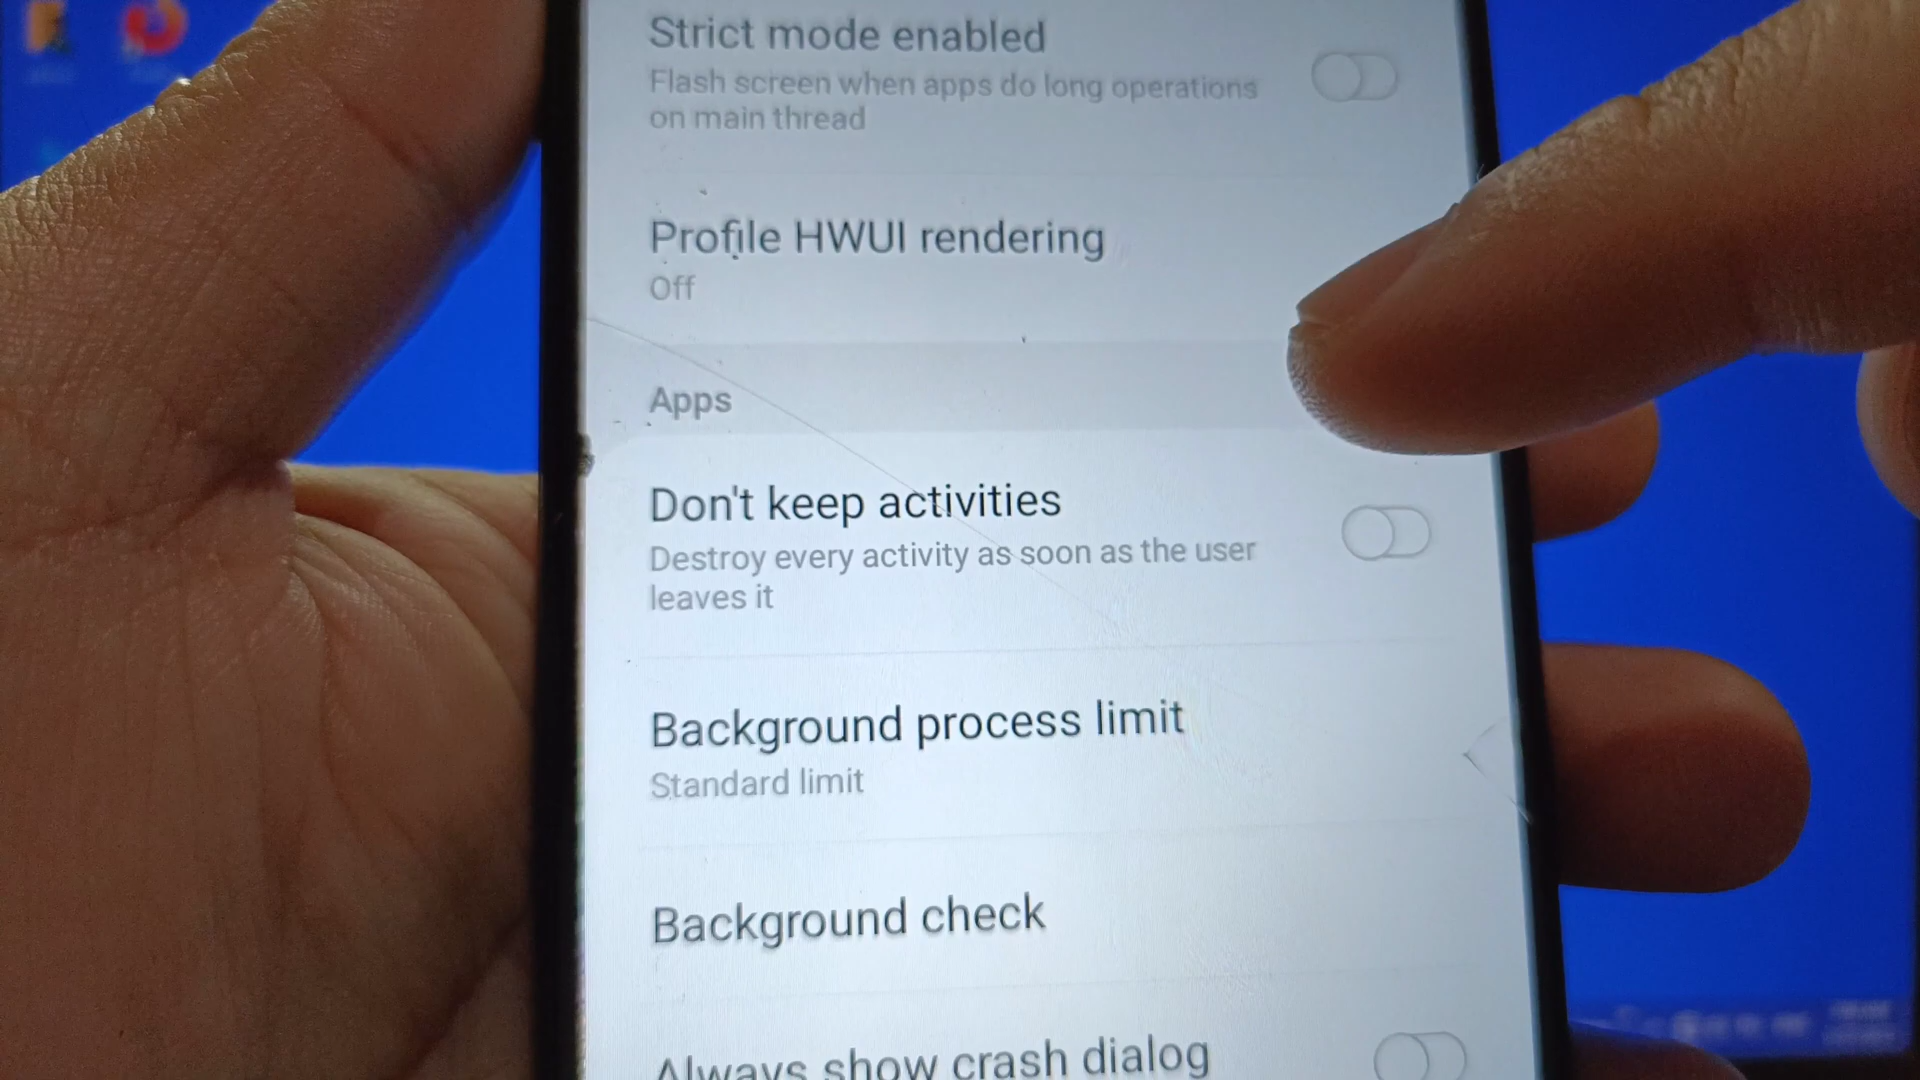 Strict mode enabled
Flash screen when apps do long operations
on main thread
Profile HWUI rendering
Off
Apps
Don't keep activities
Destroy every activity as soon as the user
leaves it
Background process limit
Standard limit
Background check
Always show crash dialog